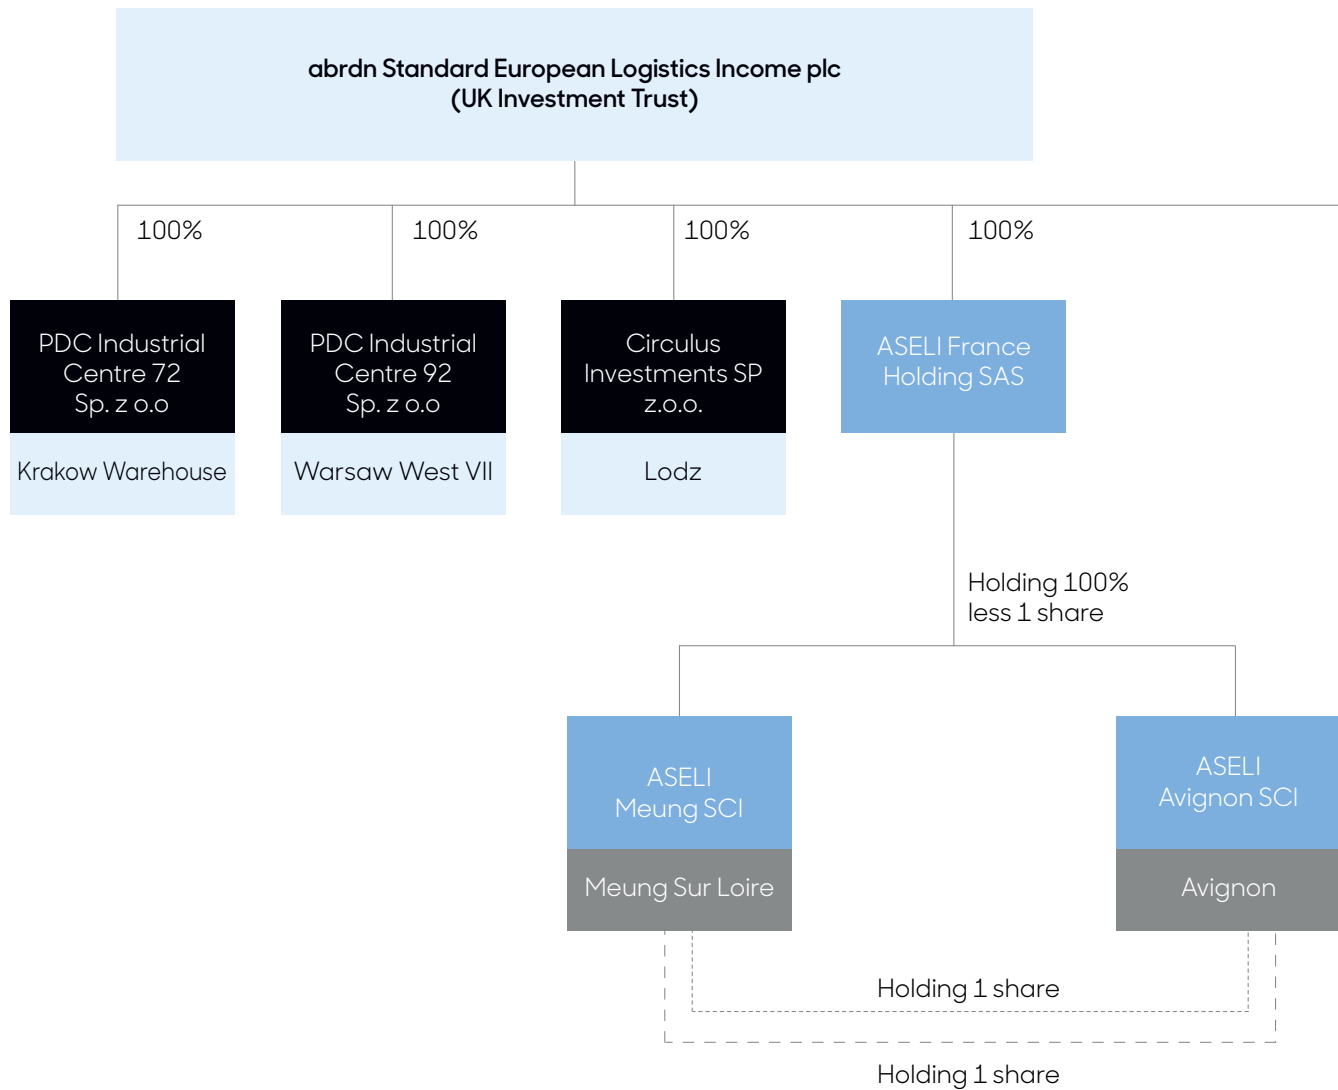 abrdn Standard European Logistics Income plc
(UK Investment Trust)
100%
100%
100%
100%
PDC Industrial
Centre 72
Sp. z o.o
PDC Industrial
Centre 92
Sp. z o.o
Circulus
Investments SP
z.o.o.
ASELI France
Holding SAS
Krakow Warehouse
Warsaw West VII
Lodz
Holding 100%
less 1 share
ASELI
Meung SCI
ASELI
Avignon SCI
Meung Sur Loire
Avignon
Holding 1 share
Holding 1 share